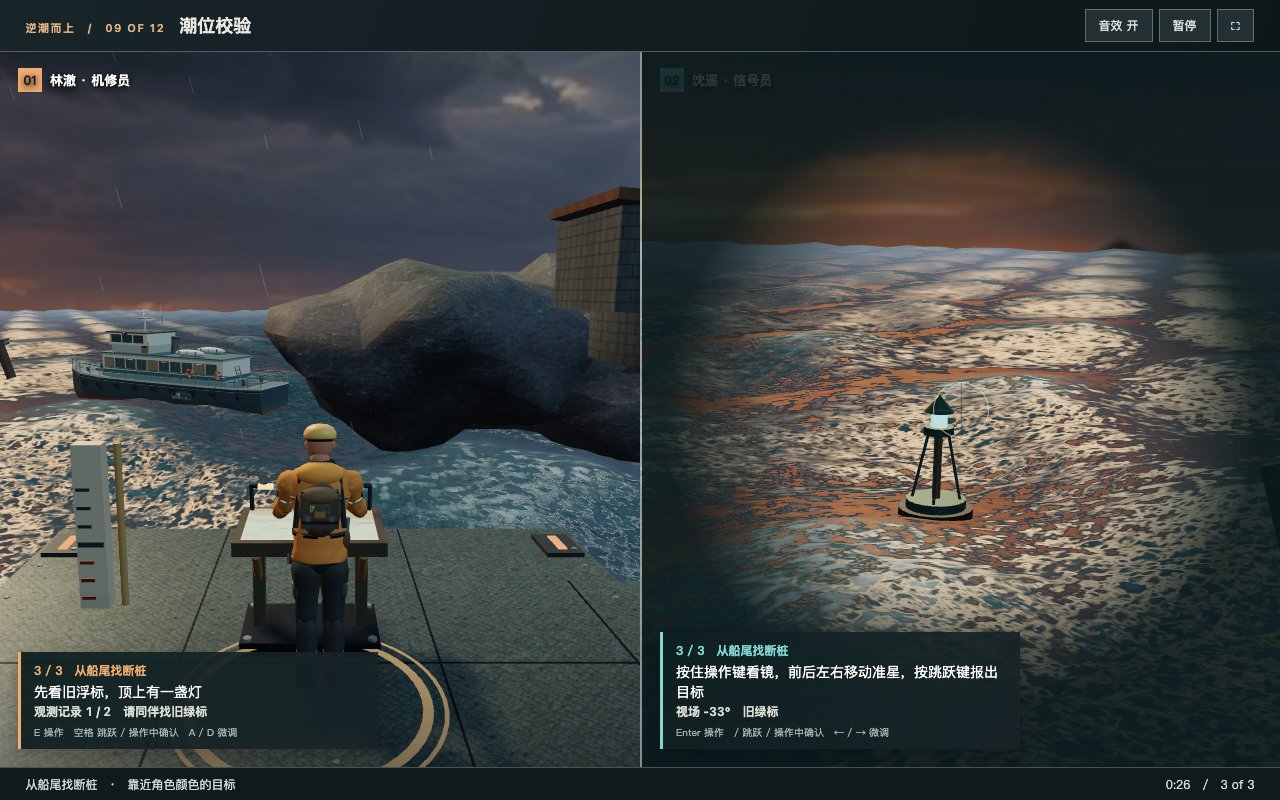 逆潮而上 / 09 OF 12 潮位校验
音效 开 暂停
01 林澈 · 机修员
02 沈遥 · 信号员
3 / 3 从船尾找断桩
先看旧浮标，顶上有一盏灯
观测记录 1 / 2 请同伴找旧绿标
E 操作 空格 跳跃 / 操作中确认 A / D 微调
3 / 3 从船尾找断桩
按住操作键看镜，前后左右移动准星，按跳跃键报出
目标
视场 -33° 旧绿标
Enter 操作 / 跳跃 / 操作中确认 ← / → 微调
从船尾找断桩 · 靠近角色颜色的目标
0:26 / 3 of 3